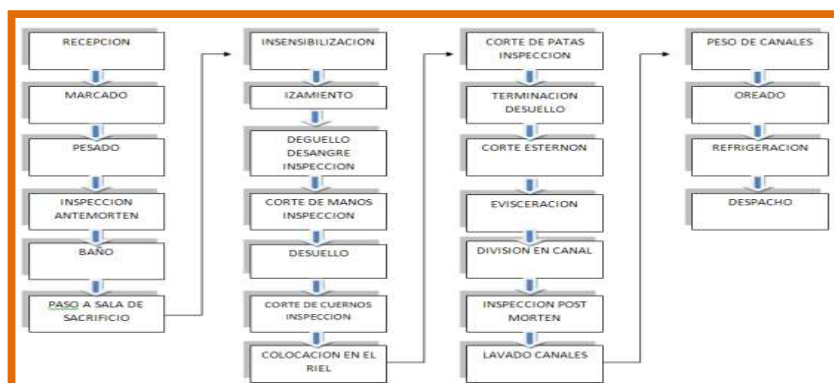 RECEPCION
MARCADO
PESADO
INSPECCION
ANTEMORTEN
BAÑO
PASO A SALA DE
SACRIFICIO
INSENSIBILIZACION
IZAMIENTO
DEGUELLO
DESANGRE
INSPECCION
CORTE DE MANOS
INSPECCION
DESUELLO
CORTE DE CUERNOS
INSPECCION
COLOCACION EN EL
RIEL
CORTE DE PATAS
INSPECCION
TERMINACION
DESUELLO
CORTE ESTERNON
EVISCERACION
DIVISION EN CANAL
INSPECCION POST
MORTEN
LAVADO CANALES
PESO DE CANALES
OREADO
REFRIGERACION
DESPACHO